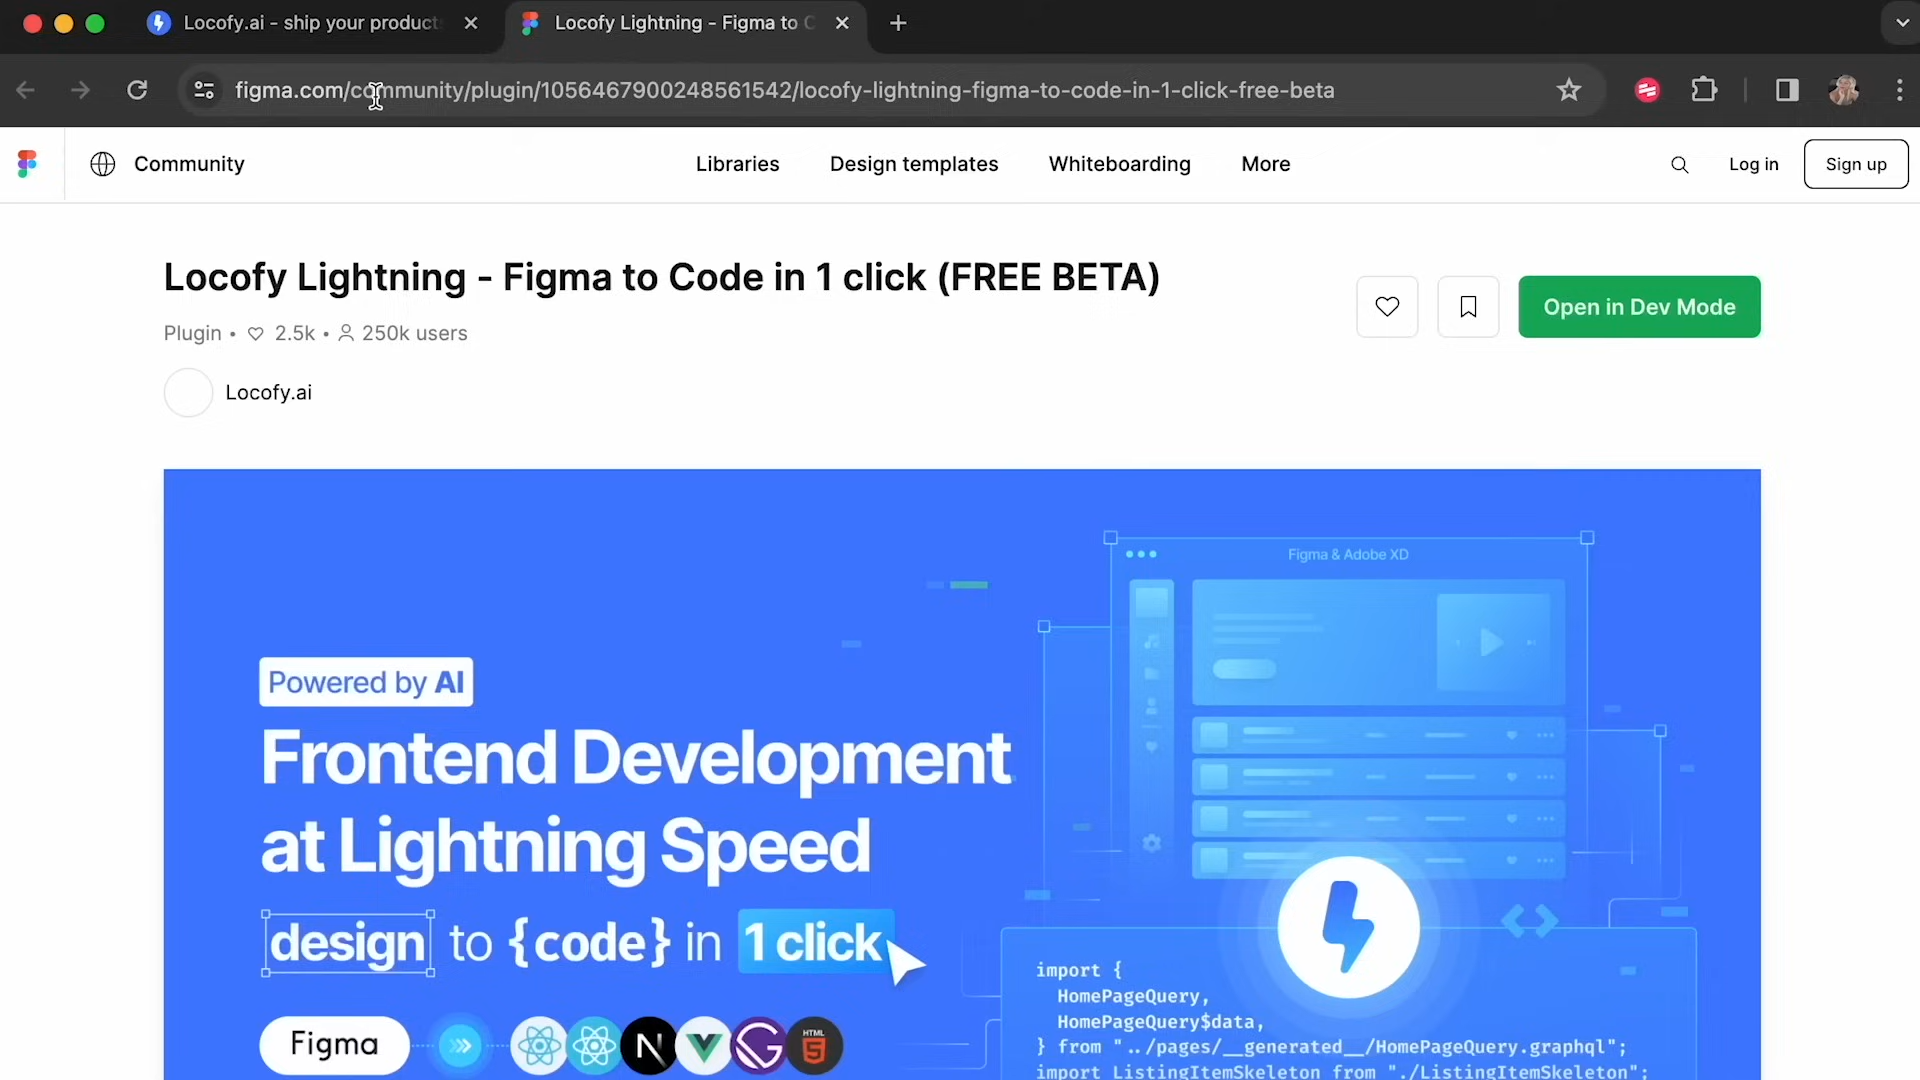 Locofy.ai - ship your product
Locofy Lightning - Figma to C
figma.com/community/plugin/1056467900248561542/locofy-lightning-figma-to-code-in-1-click-free-beta
Community
Libraries
Design templates
Whiteboarding
More
Log in
Sign up
Locofy Lightning - Figma to Code in 1 click (FREE BETA)
Plugin • 2.5k • 250k users
Open in Dev Mode
Locofy.ai
Figma & Adobe XD
Powered by AI
Frontend Development
at Lightning Speed
design to {code} in 1 click
Figma
N
HTML
5
import {
HomePageQuery,
HomePageQuery$data,
} from "../pages/__generated__/HomePageQuery.graphql";
import ListingItemSkeleton from "./ListingItemSkeleton";